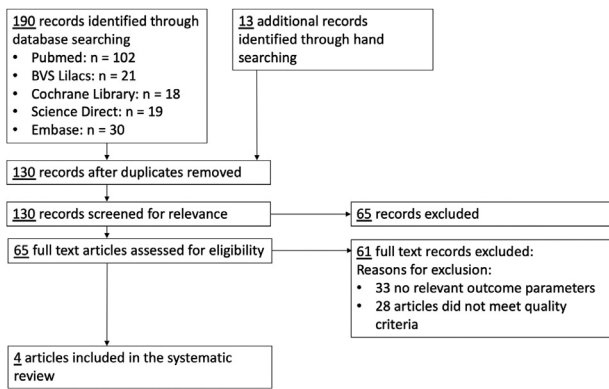 190 records identified through
database searching
• Pubmed: n = 102
• BVS Lilacs: n = 21
• Cochrane Library: n = 18
• Science Direct: n = 19
• Embase: n = 30
13 additional records
identified through hand
searching
130 records after duplicates removed
130 records screened for relevance
65 records excluded
65 full text articles assessed for eligibility
61 full text records excluded:
Reasons for exclusion:
• 33 no relevant outcome parameters
• 28 articles did not meet quality
criteria
4 articles included in the systematic
review